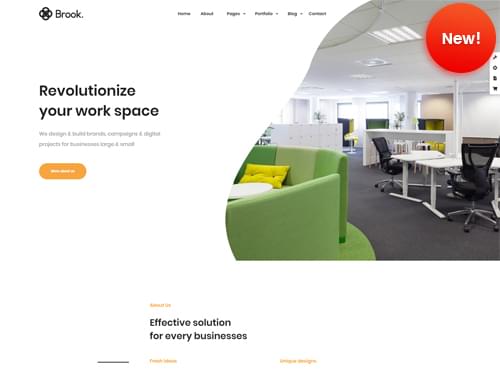 Brook.
Home About Pages Portfolio Blog Contact
New!
Revolutionize
your work space
We design & build brands, campaigns & digital
projects for businesses large & small
More about us
About Us
Effective solution
for every businesses
Fresh Ideas
Unique designs